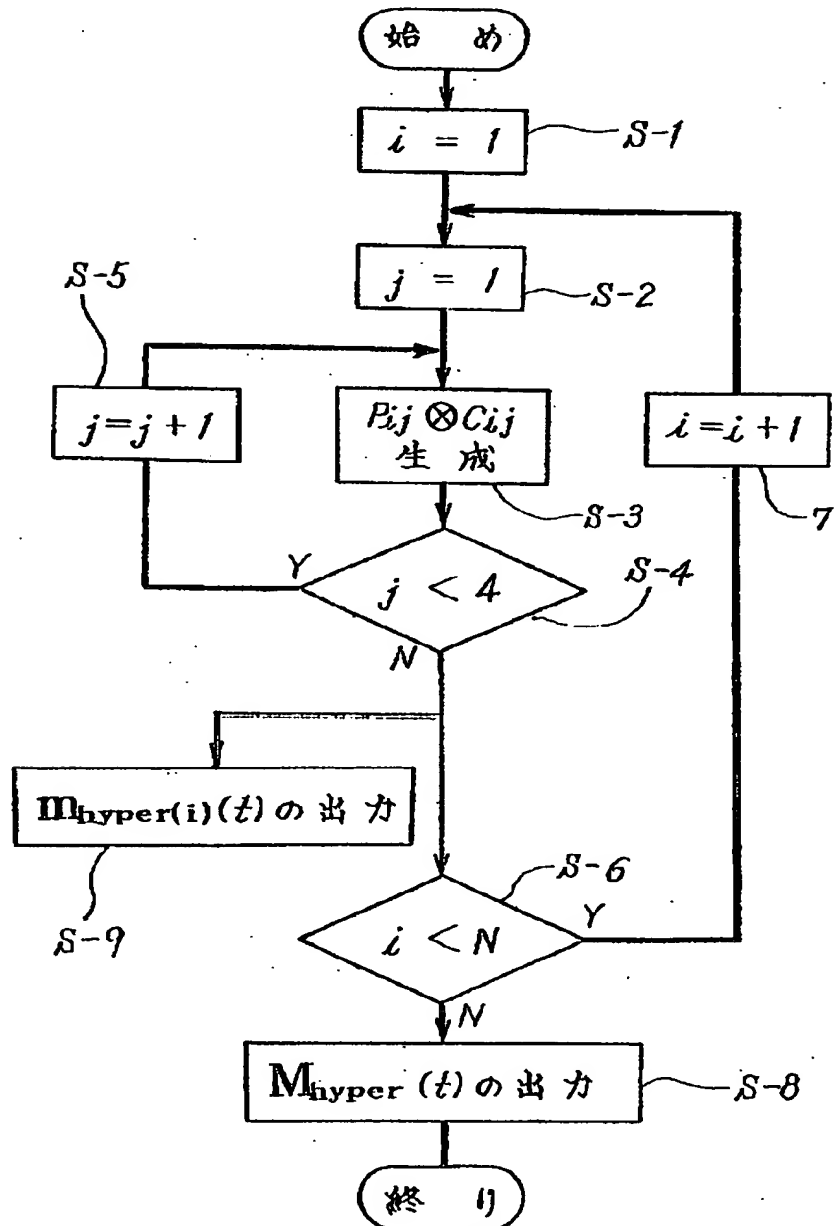 始 め
i = 1
S-1
j = 1
S-2
S-5
j=j+1
Pij ⊗ Cij
生 成
S-3
i=i+1
7
Y
j < 4
S-4
N
mhyper(i)(t)の出力
S-9
S-6
i < N
Y
N
Mhyper(t)の出力
S-8
終 り